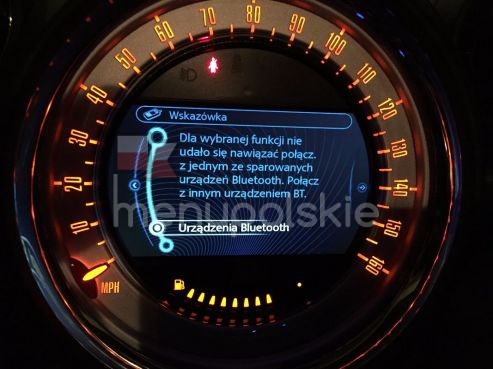 Wskazówka
Dla wybranej funkcji nie
udało się nawiązać połącz.
z jednym ze sparowanych
urządzeń Bluetooth. Połącz
z innym urządzeniem BT.
Urządzenia Bluetooth
menupolskie
10
20
30
40
50
60
70
80
90
100
110
120
130
140
150
160
MPH